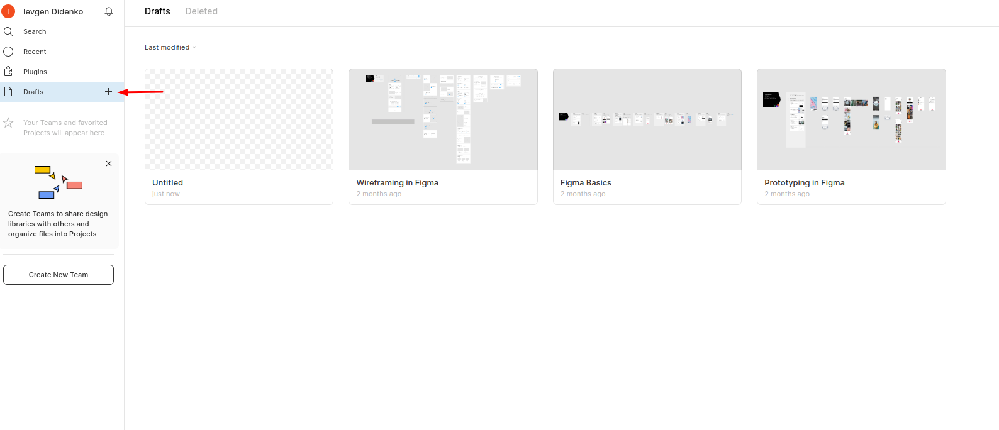 I
Ievgen Didenko
Search
Recent
Plugins
Drafts
Your Teams and favorited
Projects will appear here
Create Teams to share design
libraries with others and
organize files into Projects
Create New Team
Drafts
Deleted
Last modified
Untitled
just now
Wireframing in Figma
2 months ago
Figma Basics
2 months ago
Prototyping in Figma
2 months ago